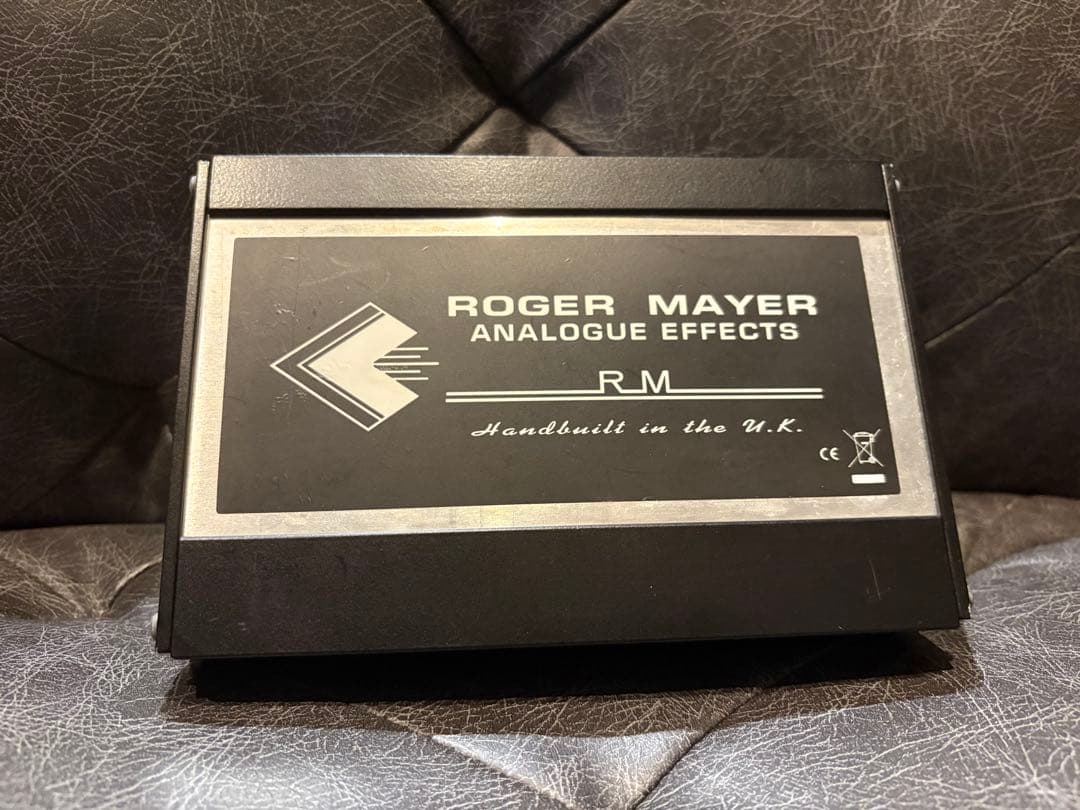 ROGER MAYER
ANALOGUE EFFECTS
RM
Handbuilt in the U.K.
CE